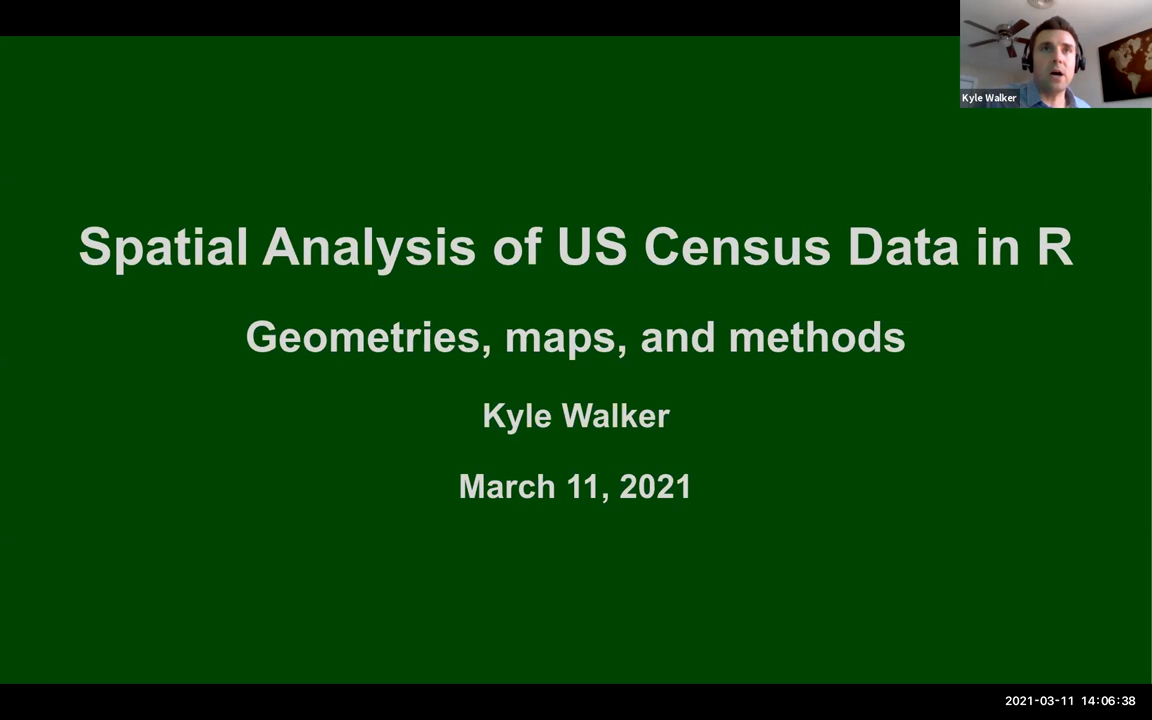 Kyle Walker
Spatial Analysis of US Census Data in R
Geometries, maps, and methods
Kyle Walker
March 11, 2021
2021-03-11 14:06:38